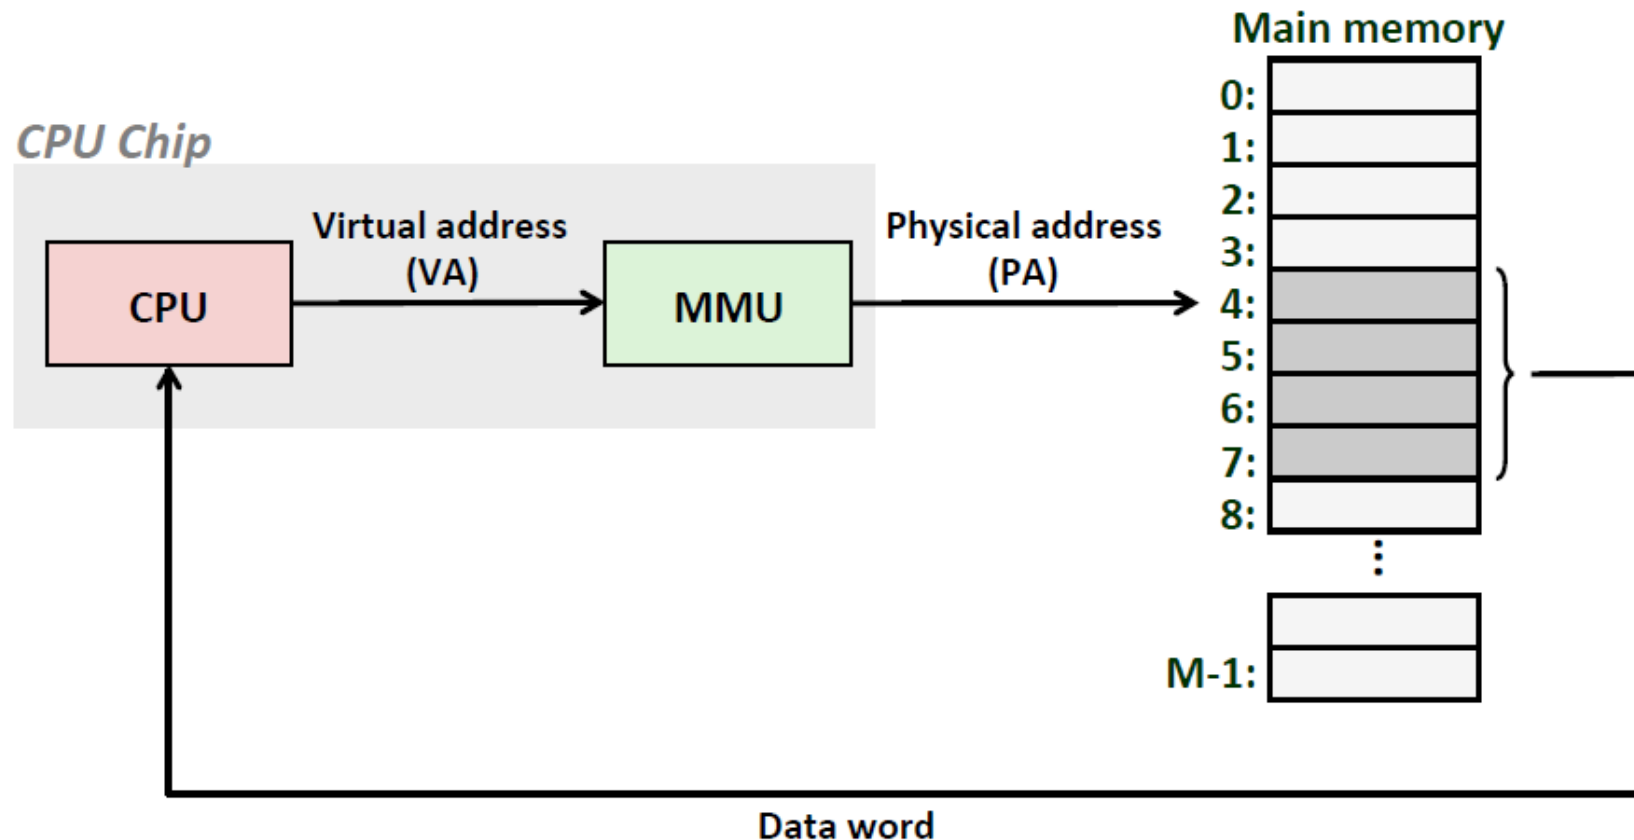 Main memory
0:
CPU Chip
1:
2:
Virtual address
(VA)
Physical address
(PA)
3:
CPU
MMU
4:
5:
6:
7:
8:
...
M-1:
Data word